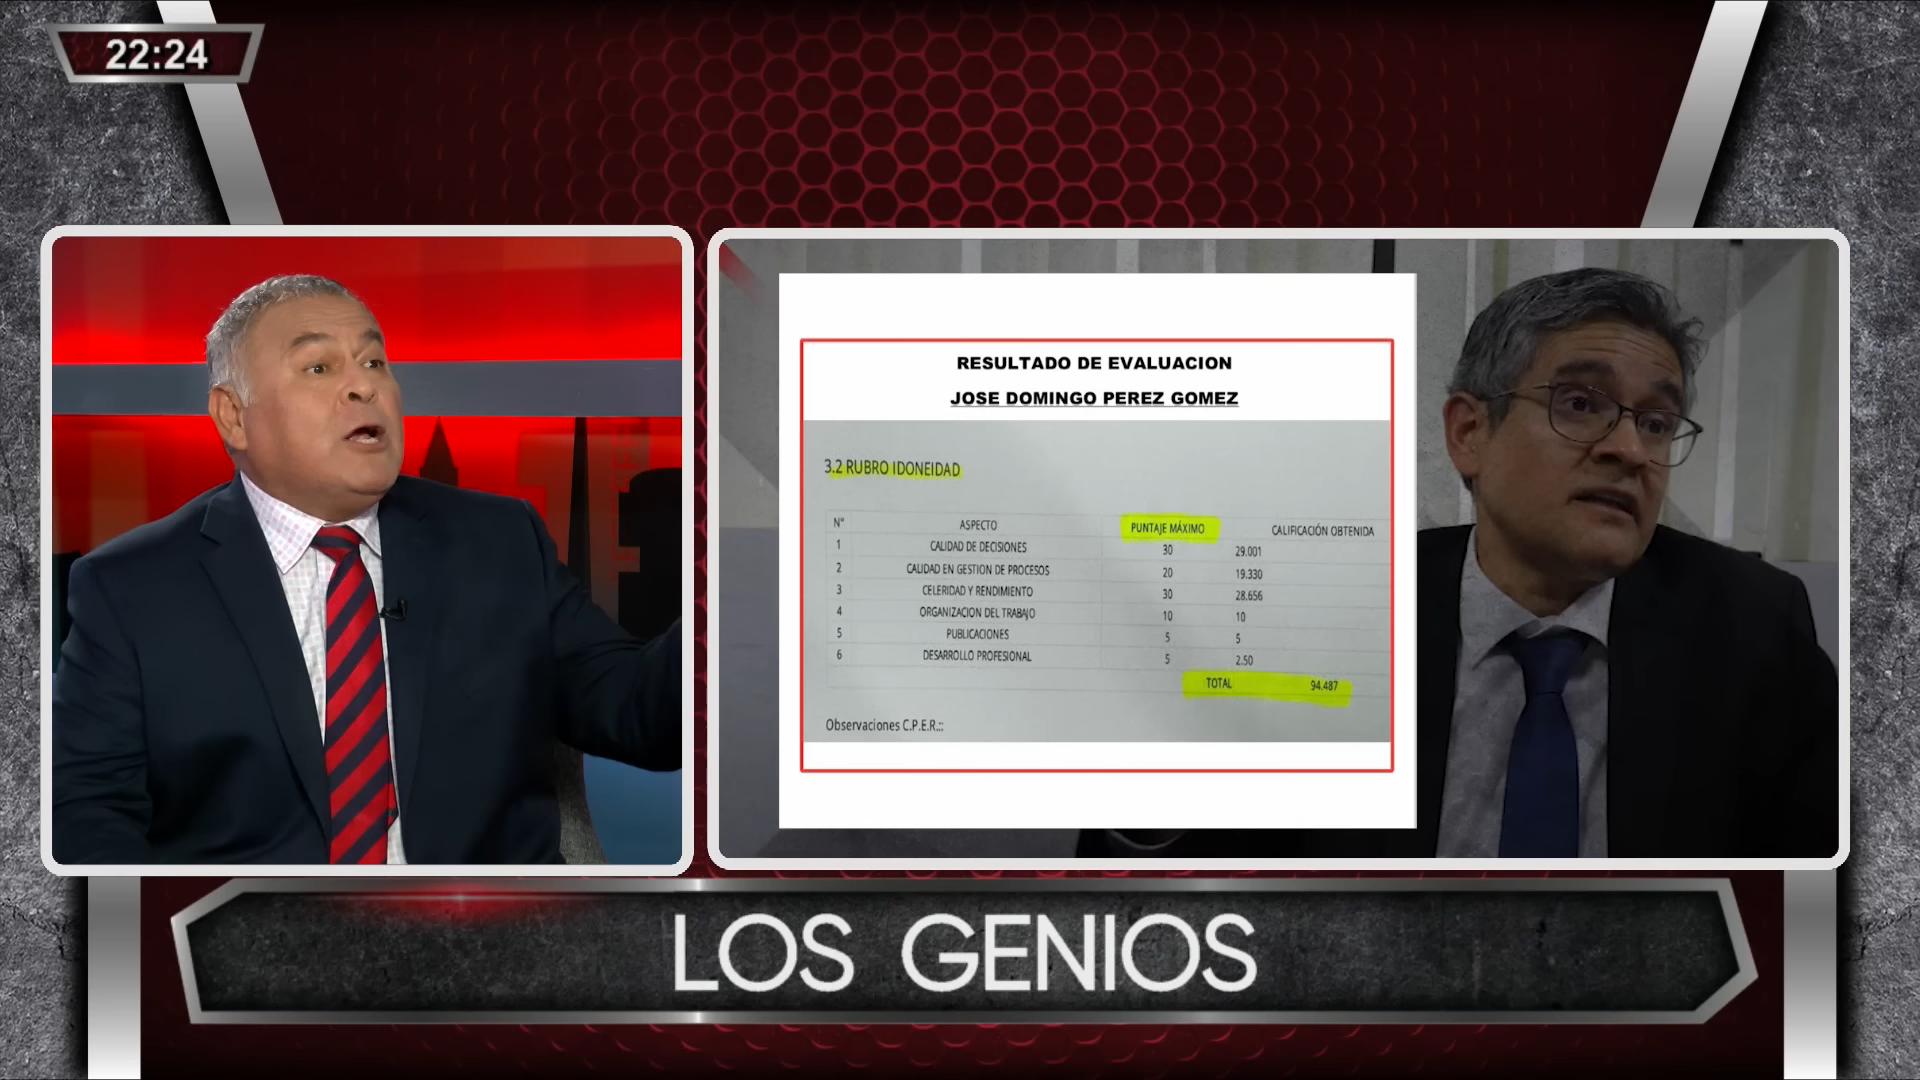 22:24
RESULTADO DE EVALUACION
JOSE DOMINGO PEREZ GOMEZ
3.2 RUBRO IDONEIDAD
N° ASPECTO PUNTAJE MÁXIMO CALIFICACIÓN OBTENIDA
1 CALIDAD DE DECISIONES 30 29.001
2 CALIDAD EN GESTION DE PROCESOS 20 19.330
3 CELERIDAD Y RENDIMIENTO 30 28.656
4 ORGANIZACION DEL TRABAJO 10 10
5 PUBLICACIONES 5 5
6 DESARROLLO PROFESIONAL 5 2.50
TOTAL 94.487
Observaciones C.P.E.R.::
LOS GENIOS